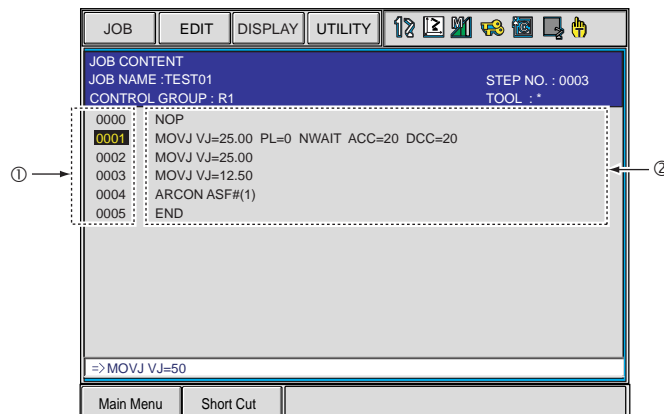 JOB EDIT DISPLAY UTILITY
JOB CONTENT
JOB NAME :TEST01 STEP NO. : 0003
CONTROL GROUP : R1 TOOL : *
0000 NOP
0001 MOVJ VJ=25.00 PL=0 NWAIT ACC=20 DCC=20
0002 MOVJ VJ=25.00
① 0003 MOVJ VJ=12.50 ②
0004 ARCON ASF#(1)
0005 END
=>MOVJ VJ=50
Main Menu Short Cut